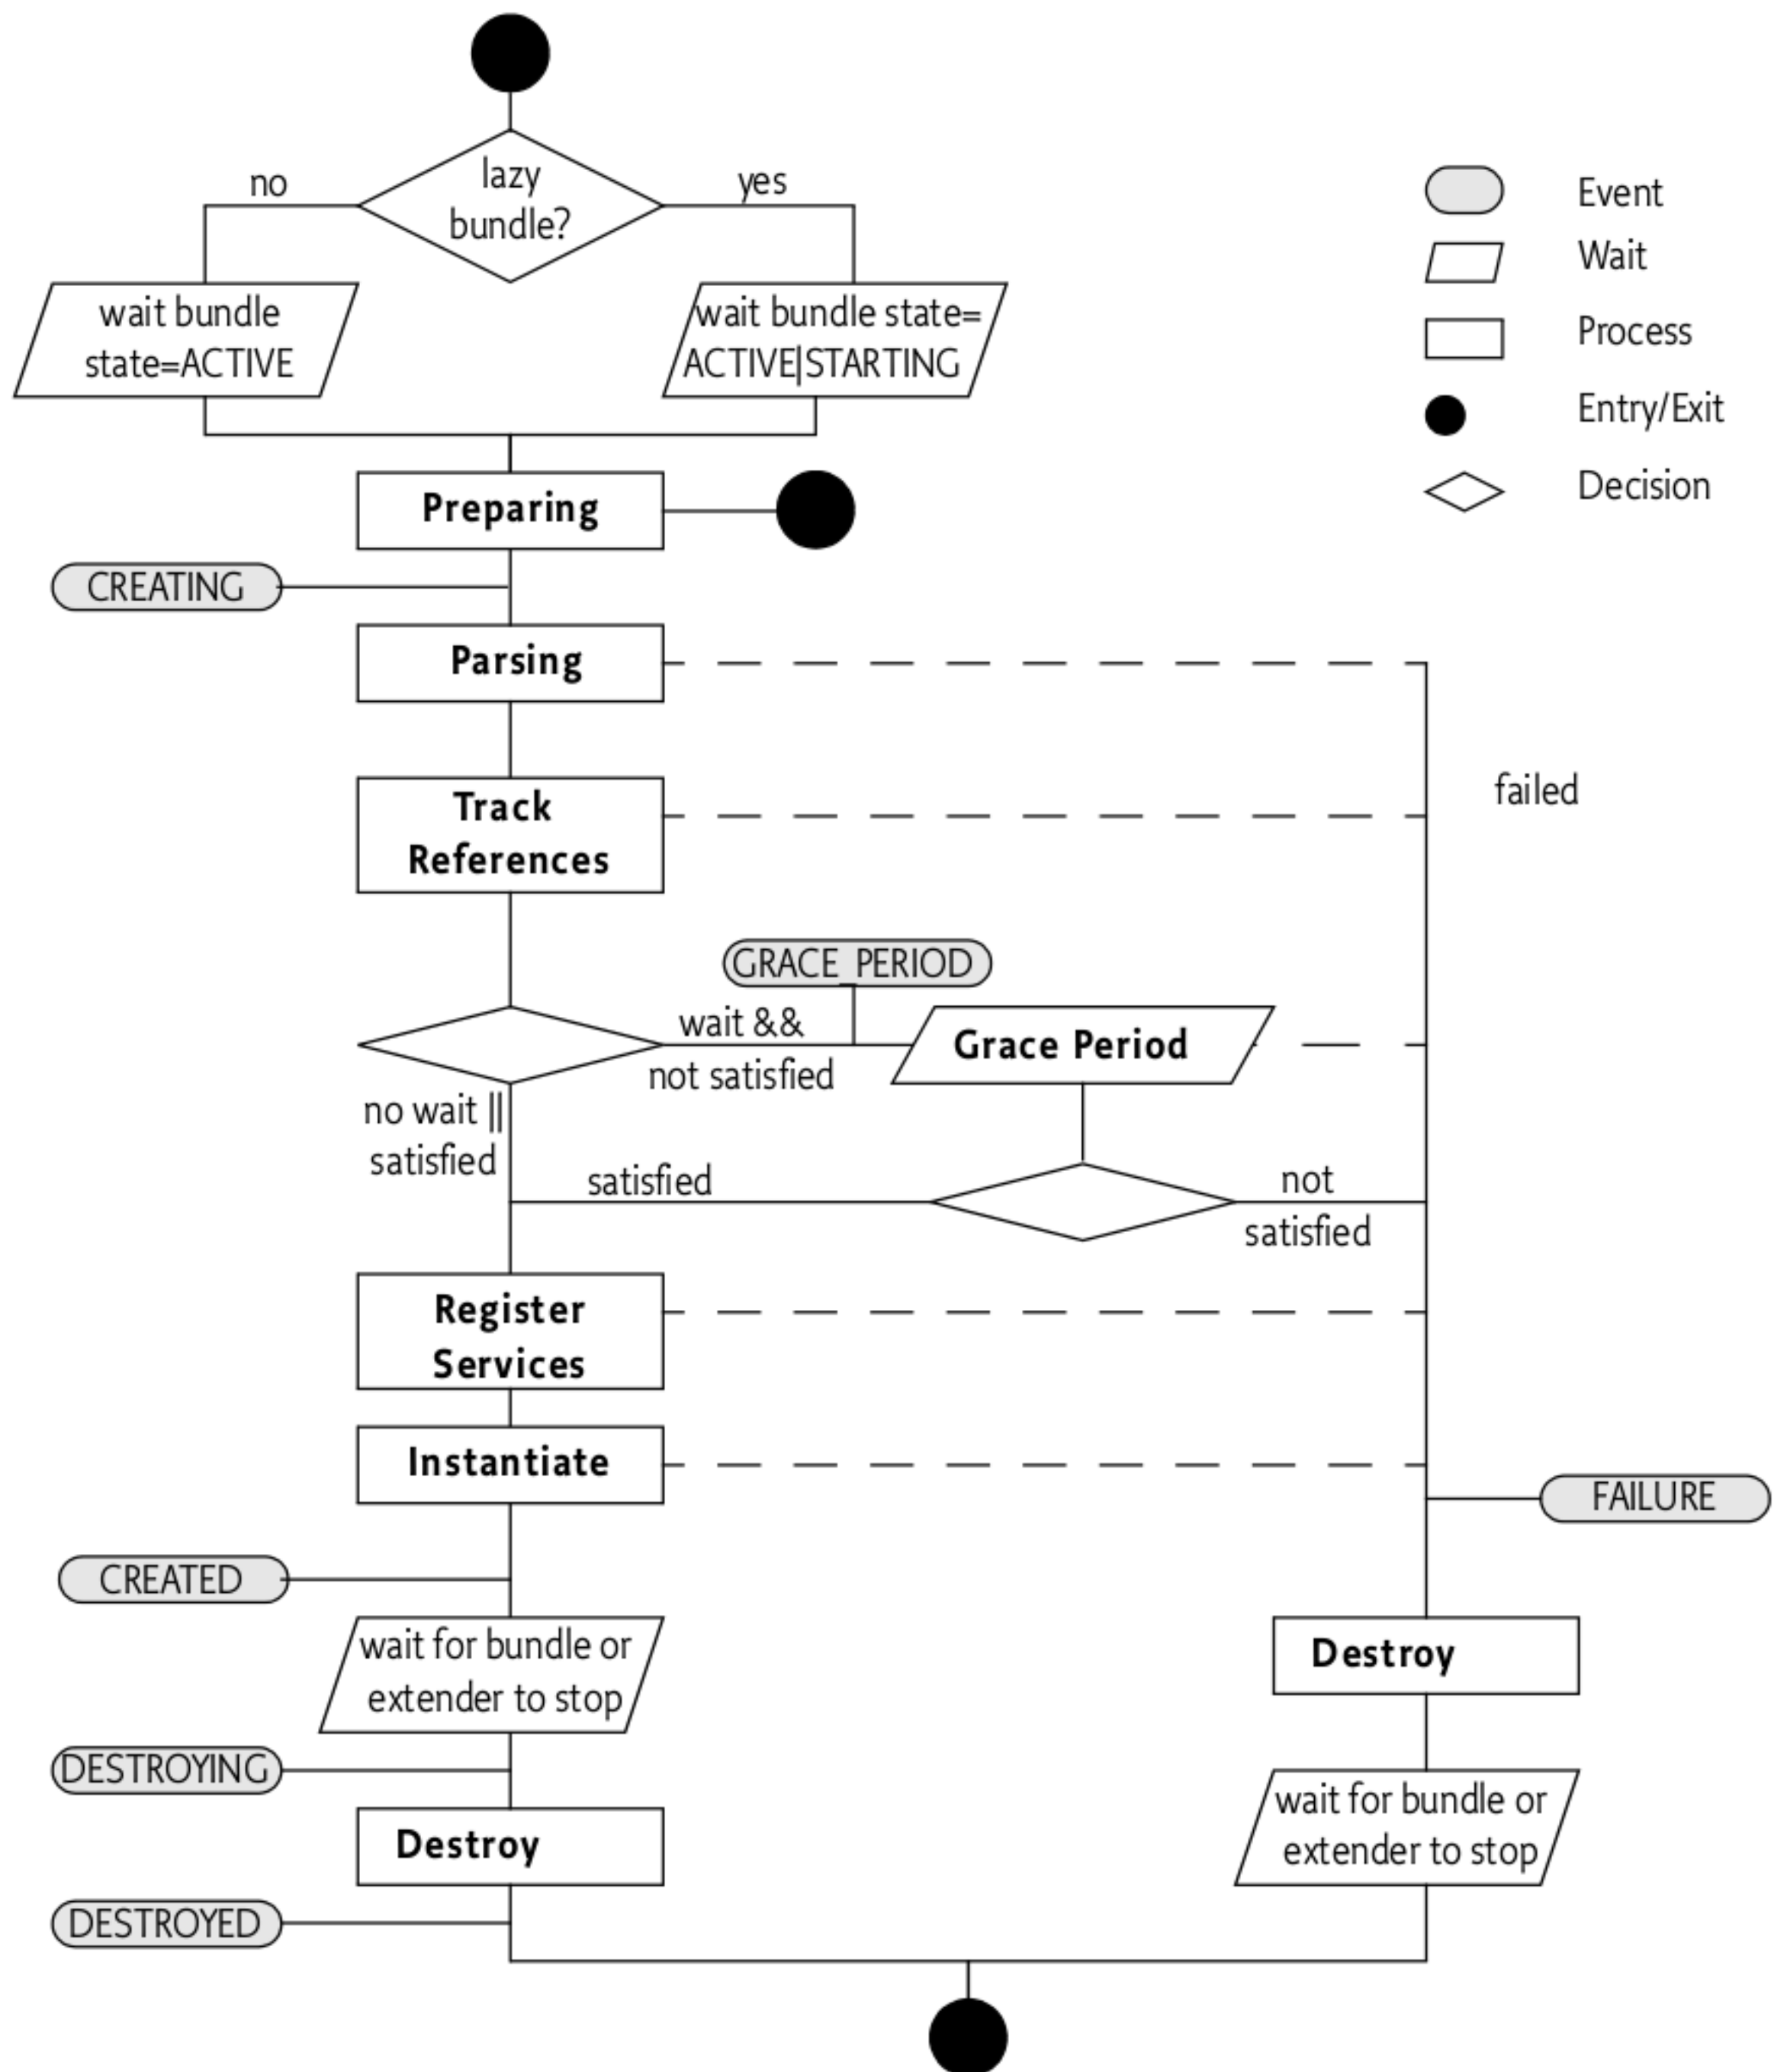 lazy
bundle?
no
yes
wait bundle
state=ACTIVE
wait bundle state=
ACTIVE|STARTING
Event
Wait
Process
Entry/Exit
Decision
Preparing
CREATING
Parsing
Track
References
failed
GRACE_PERIOD
wait &&
not satisfied
Grace Period
no wait ||
satisfied
satisfied
not
satisfied
Register
Services
Instantiate
FAILURE
CREATED
wait for bundle or
extender to stop
Destroy
DESTROYING
Destroy
wait for bundle or
extender to stop
DESTROYED